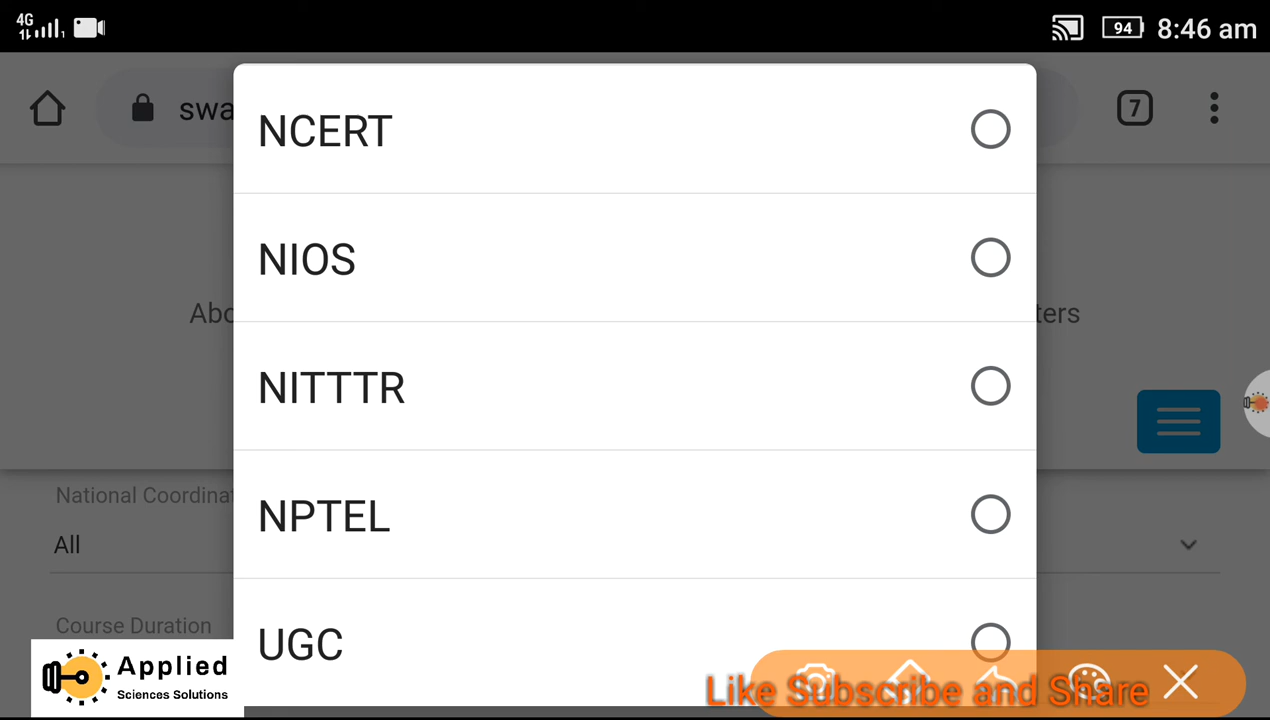 4G
94 8:46 am
swa
7
NCERT
NIOS
Abo
ters
NITTTR
National Coordinat
All
NPTEL
Course Duration
UGC
Applied
Sciences Solutions
Like Subscribe and Share